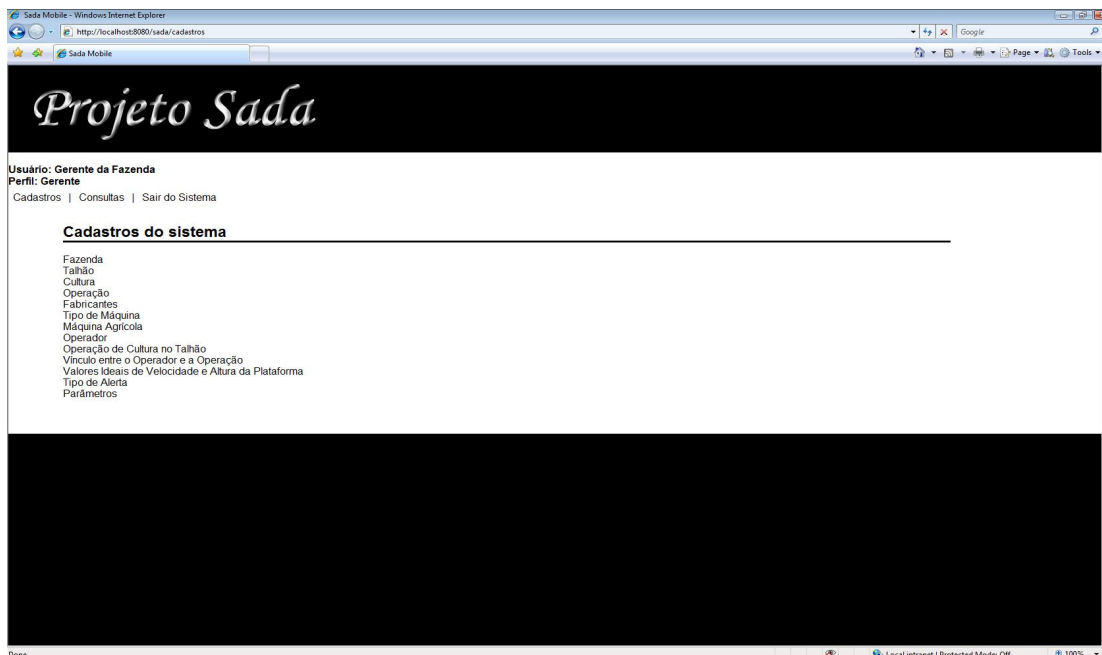 Sada Mobile - Windows Internet Explorer
http://localhost:8080/sada/cadastros
Google
Sada Mobile
Page
Tools
Projeto Sada
Usuário: Gerente da Fazenda
Perfil: Gerente
Cadastros | Consultas | Sair do Sistema
Cadastros do sistema
Fazenda
Talhão
Cultura
Operação
Fabricantes
Tipo de Máquina
Máquina Agrícola
Operador
Operação de Cultura no Talhão
Vínculo entre o Operador e a Operação
Valores Ideais de Velocidade e Altura da Plataforma
Tipo de Alerta
Parâmetros
Done
Local intranet | Protected Mode: Off
100%